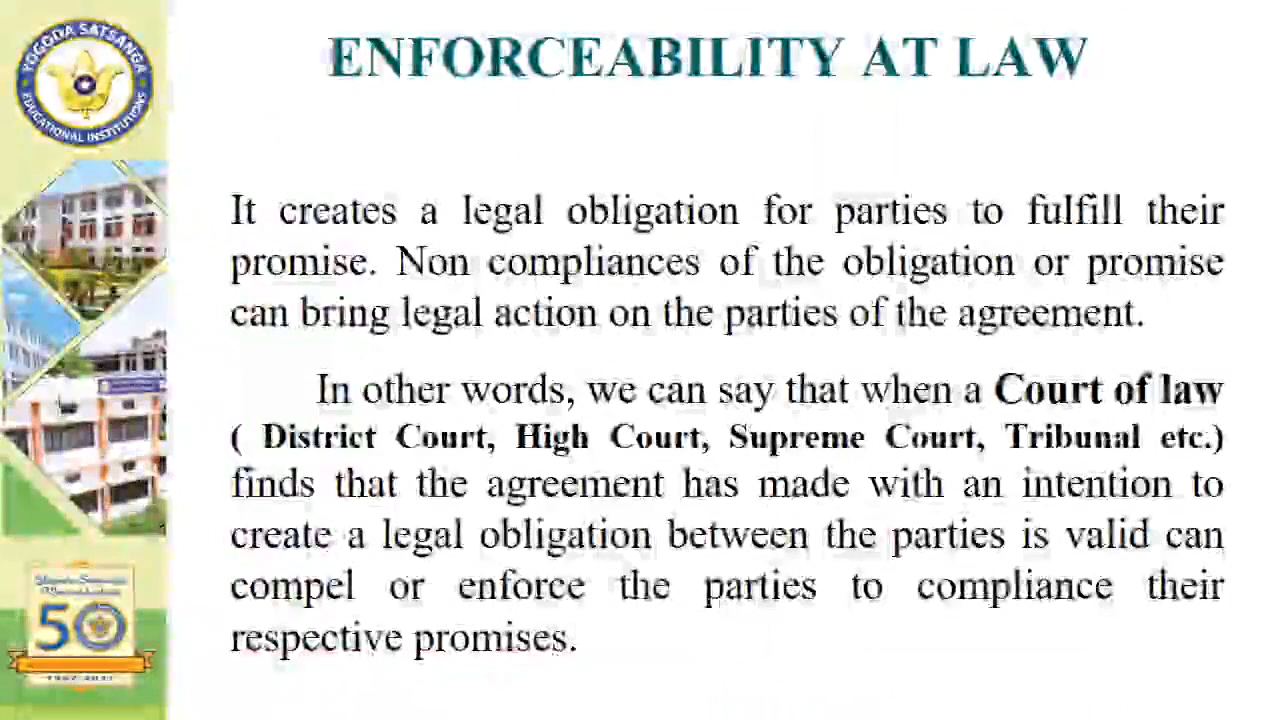 YOGODA SATSANGA
EDUCATIONAL INSTITUTIONS
ENFORCEABILITY AT LAW
It creates a legal obligation for parties to fulfill their
promise. Non compliances of the obligation or promise
can bring legal action on the parties of the agreement.
In other words, we can say that when a Court of law
( District Court, High Court, Supreme Court, Tribunal etc.)
finds that the agreement has made with an intention to
create a legal obligation between the parties is valid can
compel or enforce the parties to compliance their
respective promises.
50